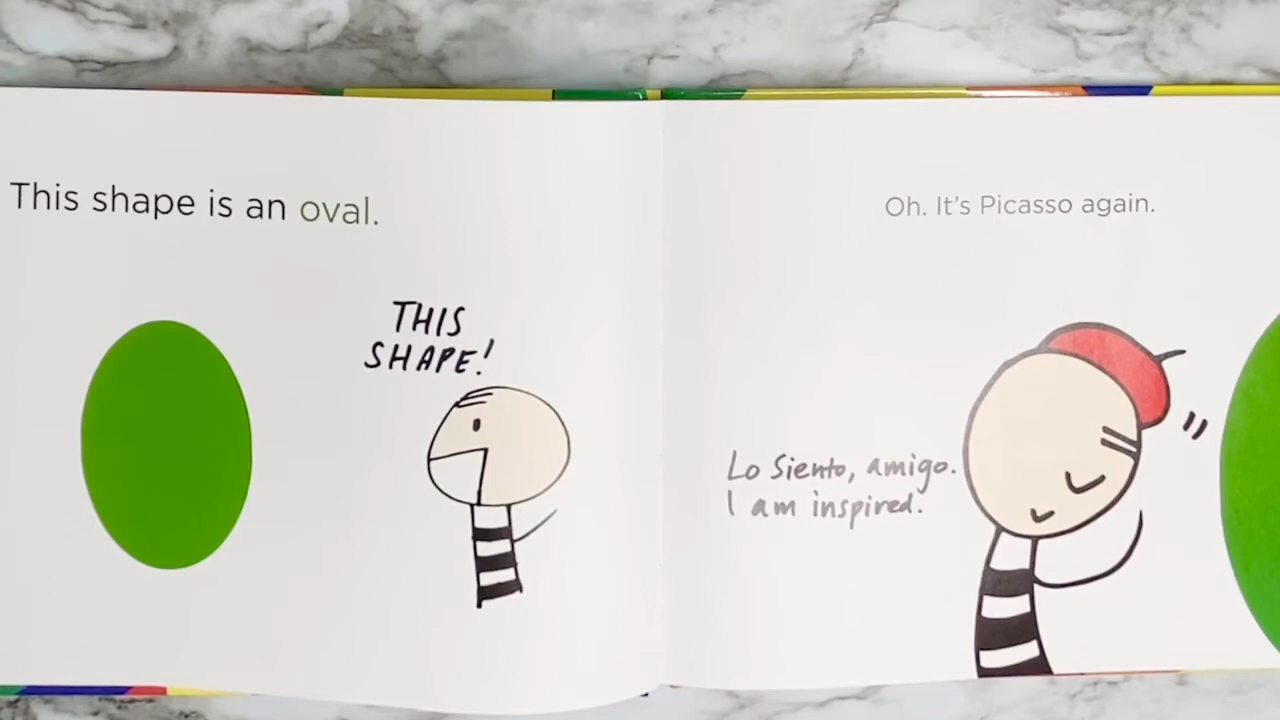 This shape is an oval.
THIS
SHAPE!
Oh. It's Picasso again.
Lo Siento, amigo.
I am inspired.